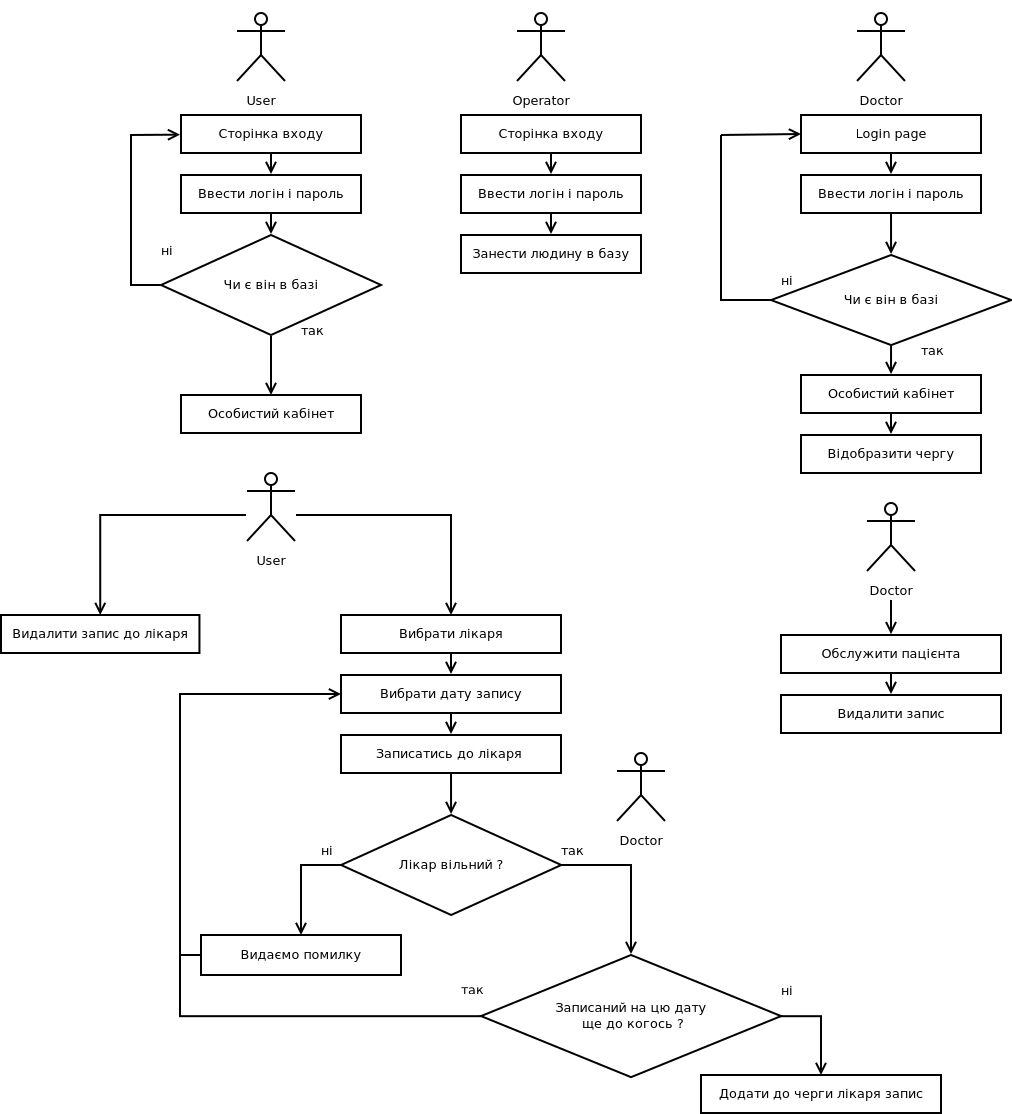 User
Сторінка входу
Ввести логін і пароль
ні
Чи є він в базі
так
Особистий кабінет
Operator
Сторінка входу
Ввести логін і пароль
Занести людину в базу
Doctor
Login page
Ввести логін і пароль
ні
Чи є він в базі
так
Особистий кабінет
Відобразити чергу
User
Видалити запис до лікаря
Вибрати лікаря
Вибрати дату запису
Записатись до лікаря
ні
Лікар вільний ?
так
Doctor
Видаємо помилку
так
Записаний на цю дату
ще до когось ?
ні
Додати до черги лікаря запис
Doctor
Обслужити пацієнта
Видалити запис